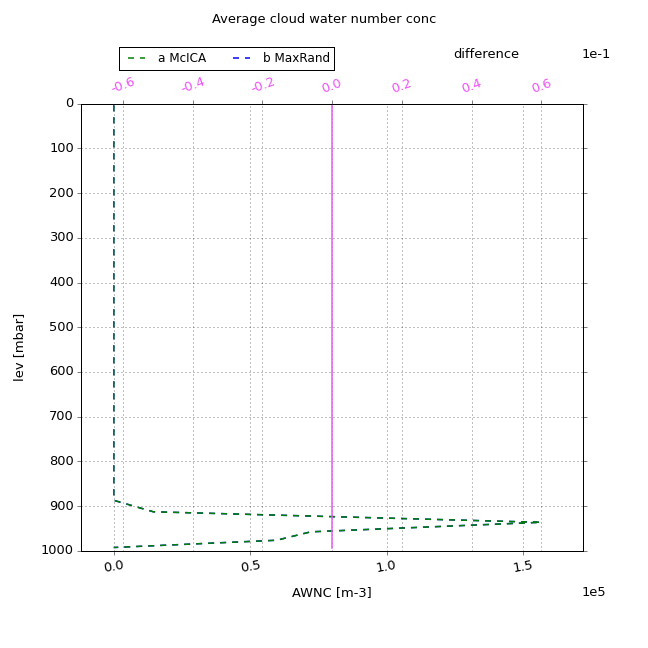 Average cloud water number conc
a McICA b MaxRand
difference 1e-1
-0.6 -0.4 -0.2 0.0 0.2 0.4 0.6
0
100
200
300
400
500
600
700
800
900
1000
lev [mbar]
0.0 0.5 1.0 1.5
AWNC [m-3] 1e5